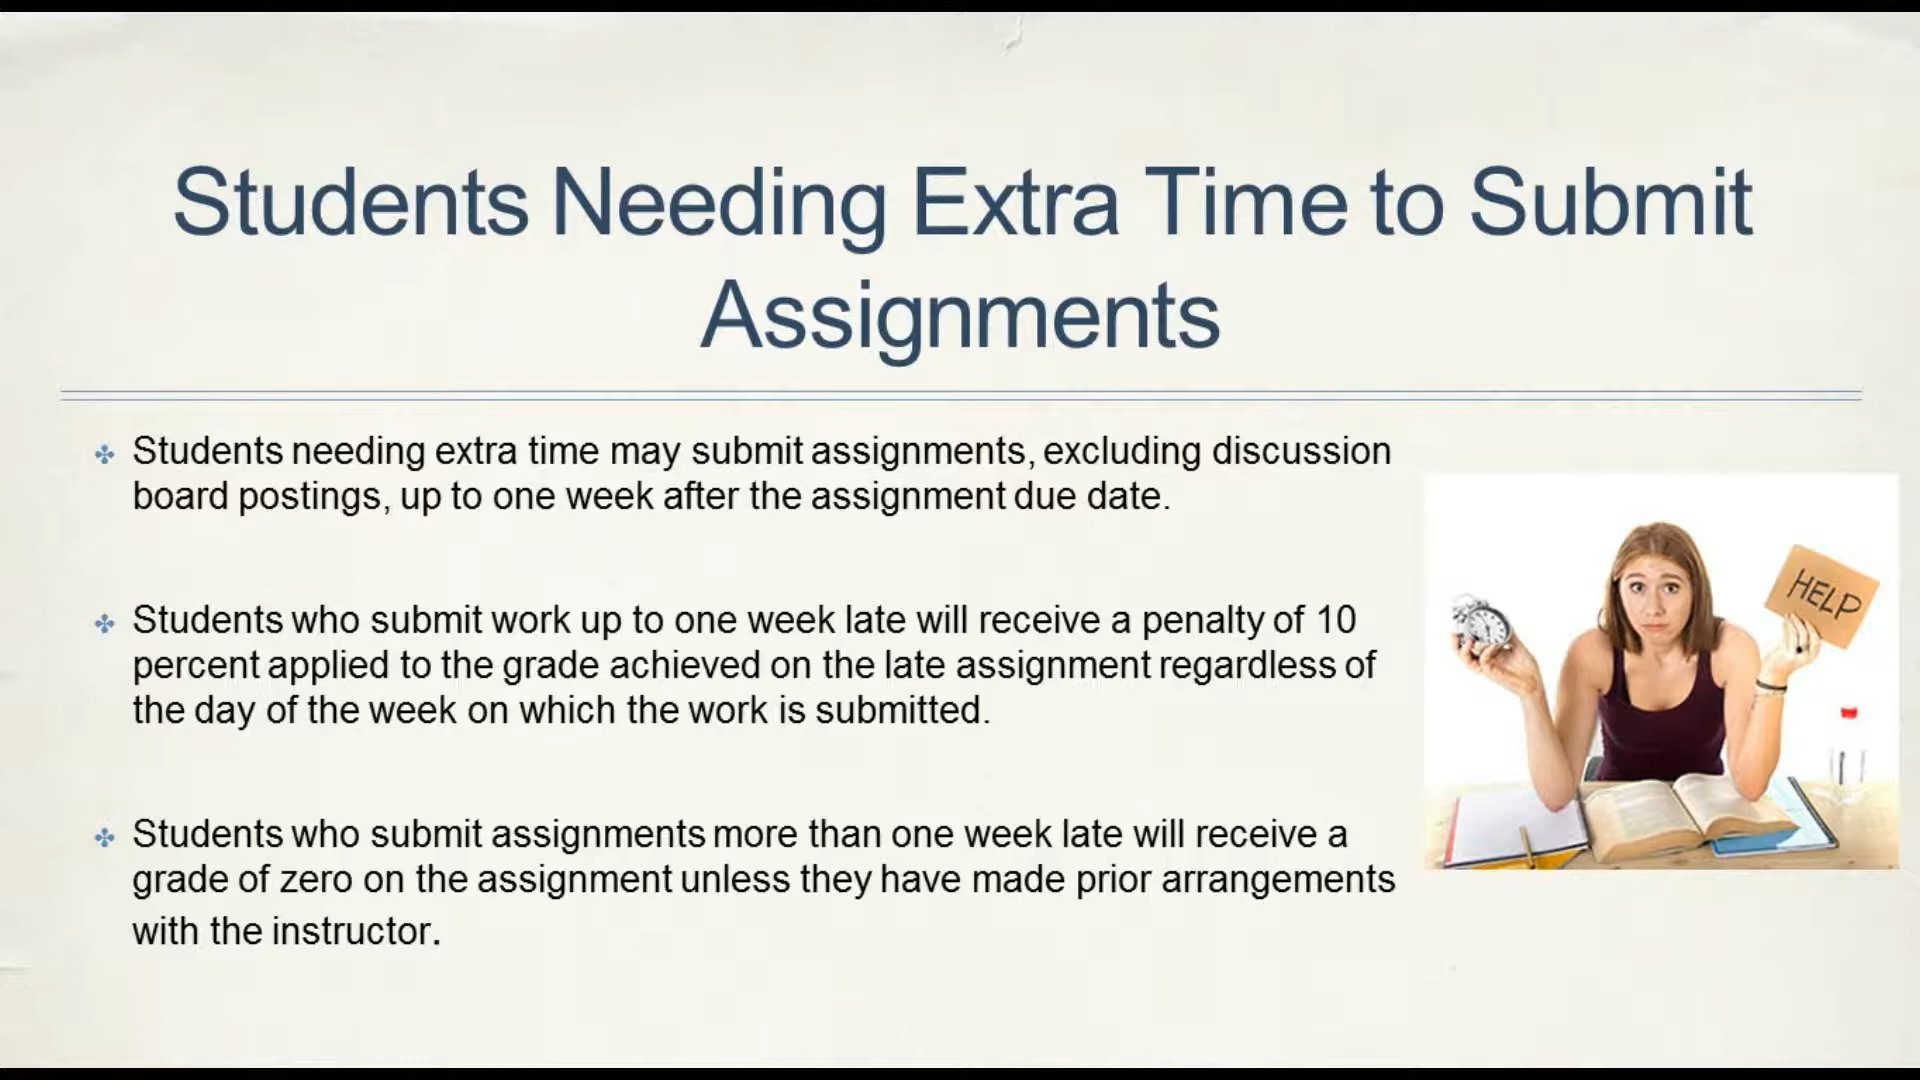 Students Needing Extra Time to Submit
Assignments
Students needing extra time may submit assignments, excluding discussion
board postings, up to one week after the assignment due date.
Students who submit work up to one week late will receive a penalty of 10
percent applied to the grade achieved on the late assignment regardless of
the day of the week on which the work is submitted.
Students who submit assignments more than one week late will receive a
grade of zero on the assignment unless they have made prior arrangements
with the instructor.
HELP